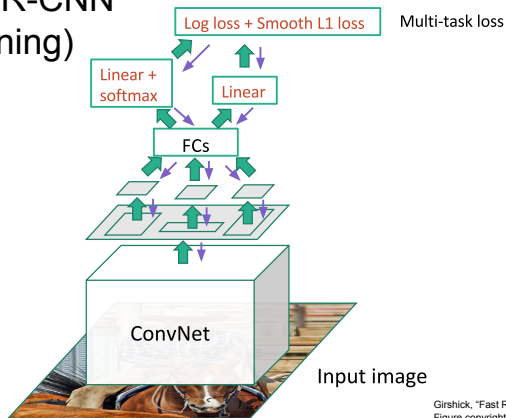 R-CNN
ning)
Log loss + Smooth L1 loss
Multi-task loss
Linear +
softmax
Linear
FCs
ConvNet
Input image
Girshick, "Fast R
Figure copyright